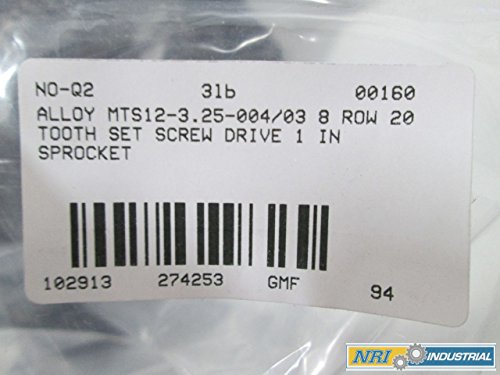 NO-Q2 31b 00160
ALLOY MTS12-3.25-004/03 8 ROW 20
TOOTH SET SCREW DRIVE 1 IN
SPROCKET
102913 274253 GMF 94
NRI INDUSTRIAL